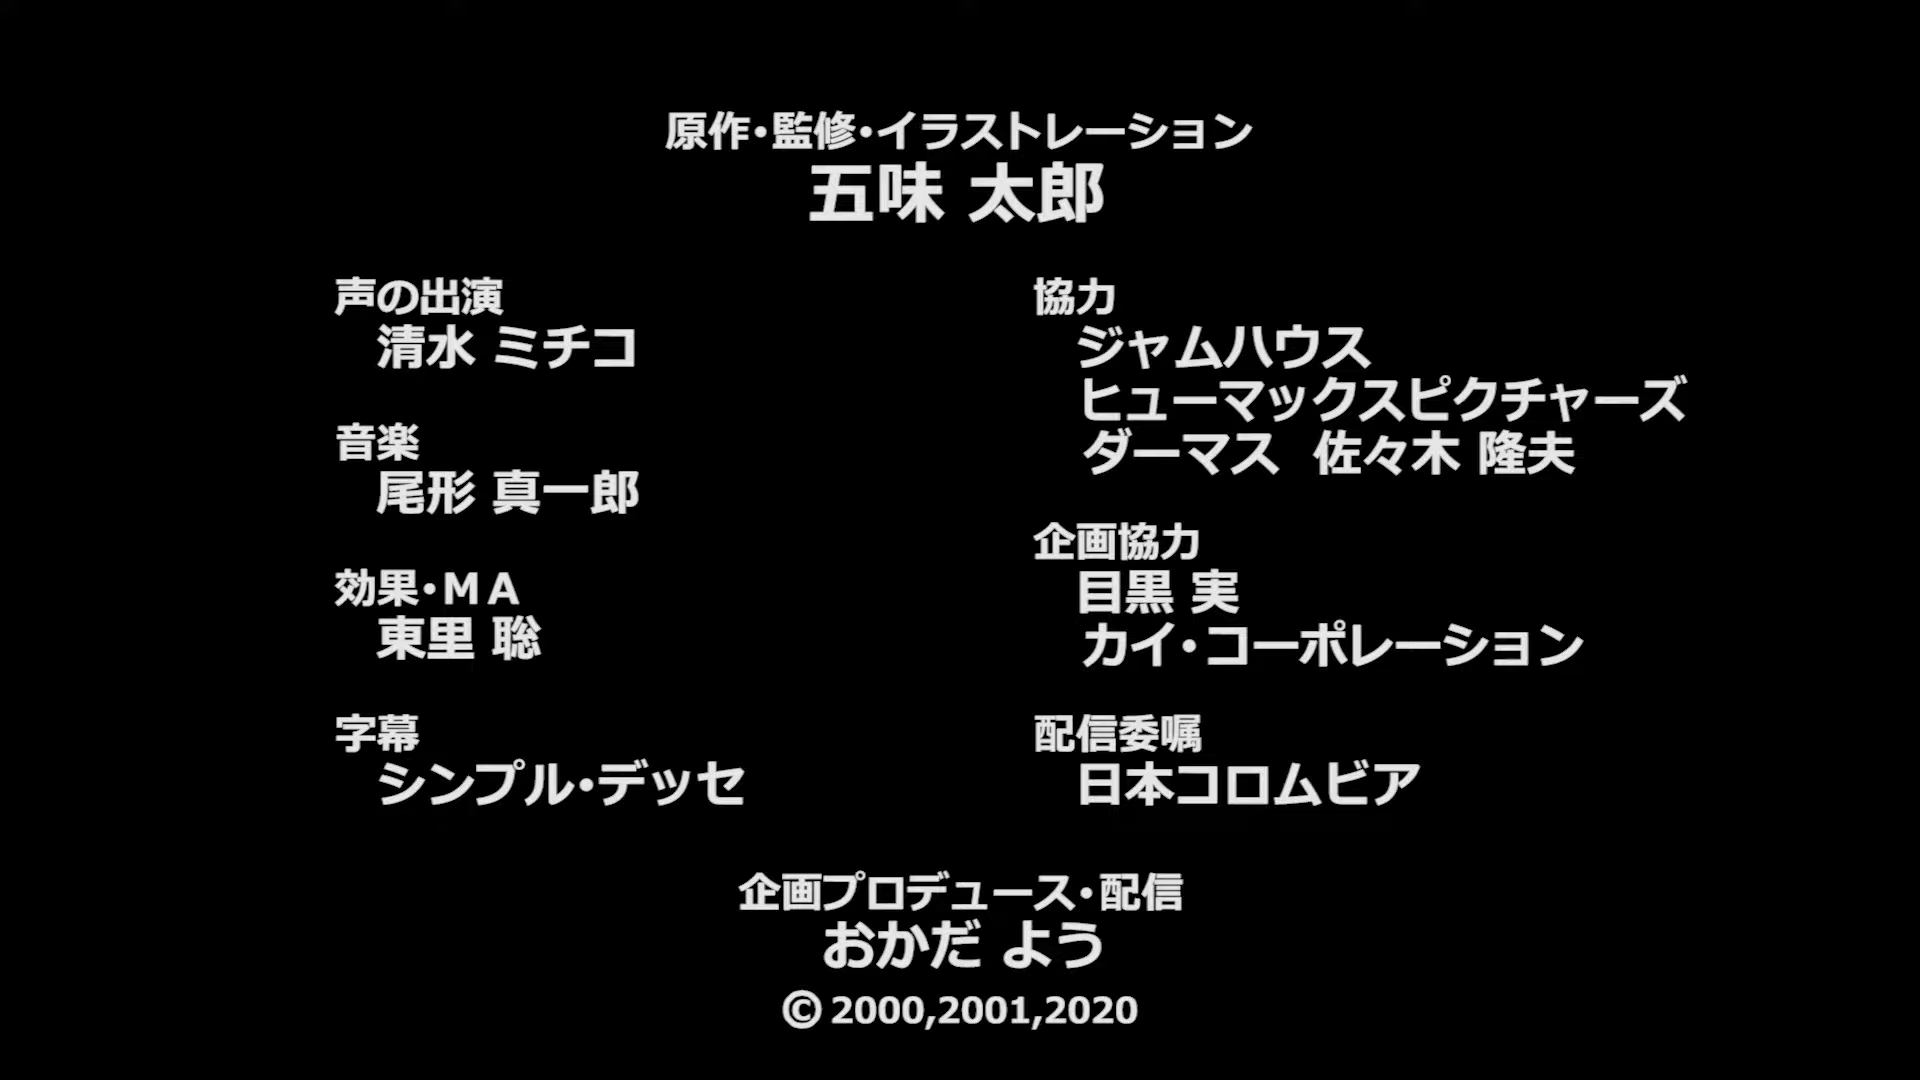 原作・監修・イラストレーション
五味 太郎
声の出演
清水 ミチコ
音楽
尾形 真一郎
効果・ＭＡ
東里 聡
字幕
シンプル・デッセ
協力
ジャムハウス
ヒューマックスピクチャーズ
ダーマス 佐々木 隆夫
企画協力
目黒 実
カイ・コーポレーション
配信委嘱
日本コロムビア
企画プロデュース・配信
おかだ よう
© 2000,2001,2020